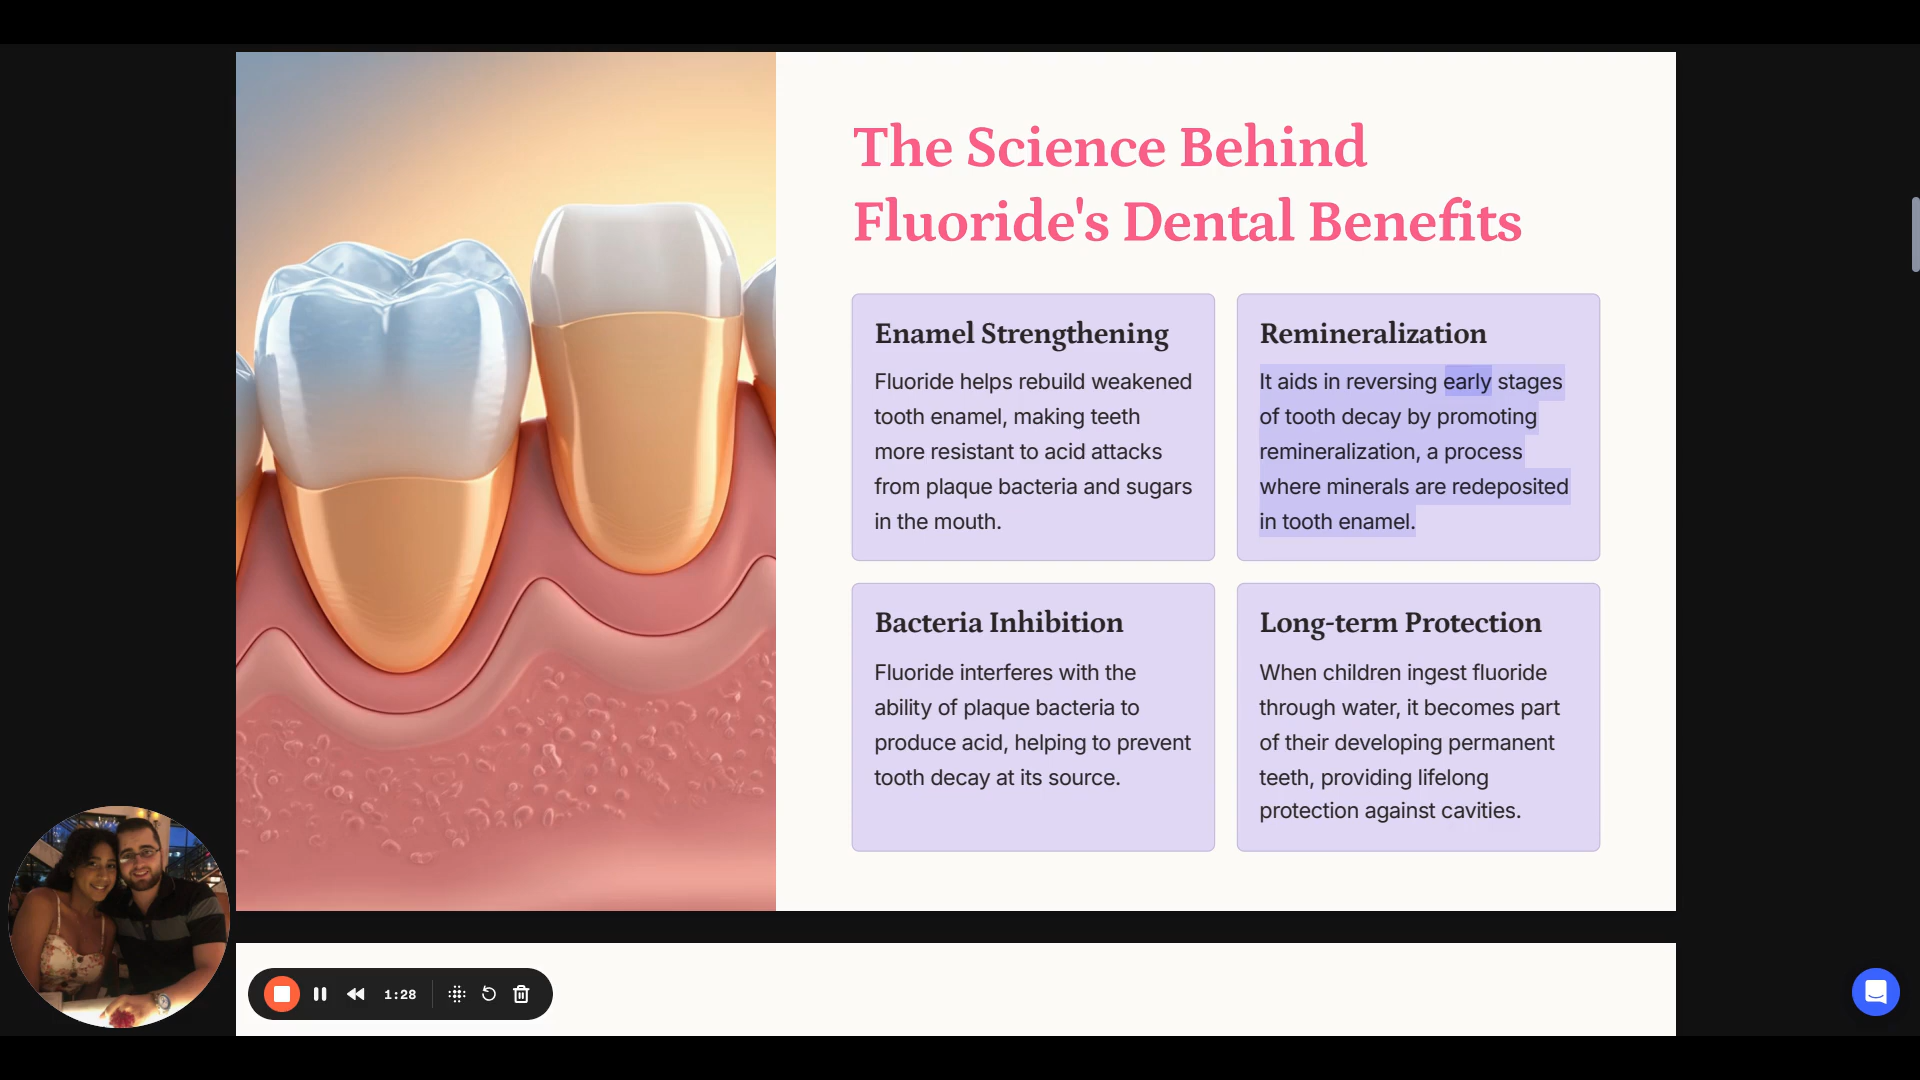 The Science Behind
Fluoride's Dental Benefits
Enamel Strengthening
Fluoride helps rebuild weakened
tooth enamel, making teeth
more resistant to acid attacks
from plaque bacteria and sugars
in the mouth.
Remineralization
It aids in reversing early stages
of tooth decay by promoting
remineralization, a process
where minerals are redeposited
in tooth enamel.
Bacteria Inhibition
Fluoride interferes with the
ability of plaque bacteria to
produce acid, helping to prevent
tooth decay at its source.
Long-term Protection
When children ingest fluoride
through water, it becomes part
of their developing permanent
teeth, providing lifelong
protection against cavities.
1:28